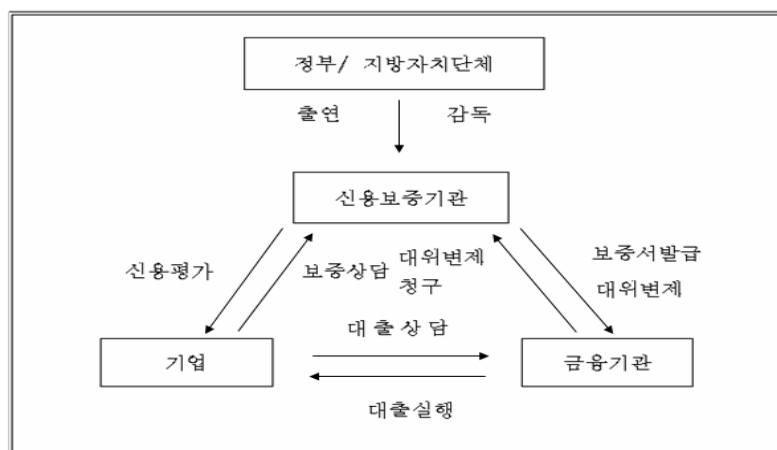 정부/ 지방자치단체
출연 감독
신용보증기관
신용평가
보증상담
대위변제
청구
보증서발급
대위변제
대 출 상 담
기업
금융기관
대출실행